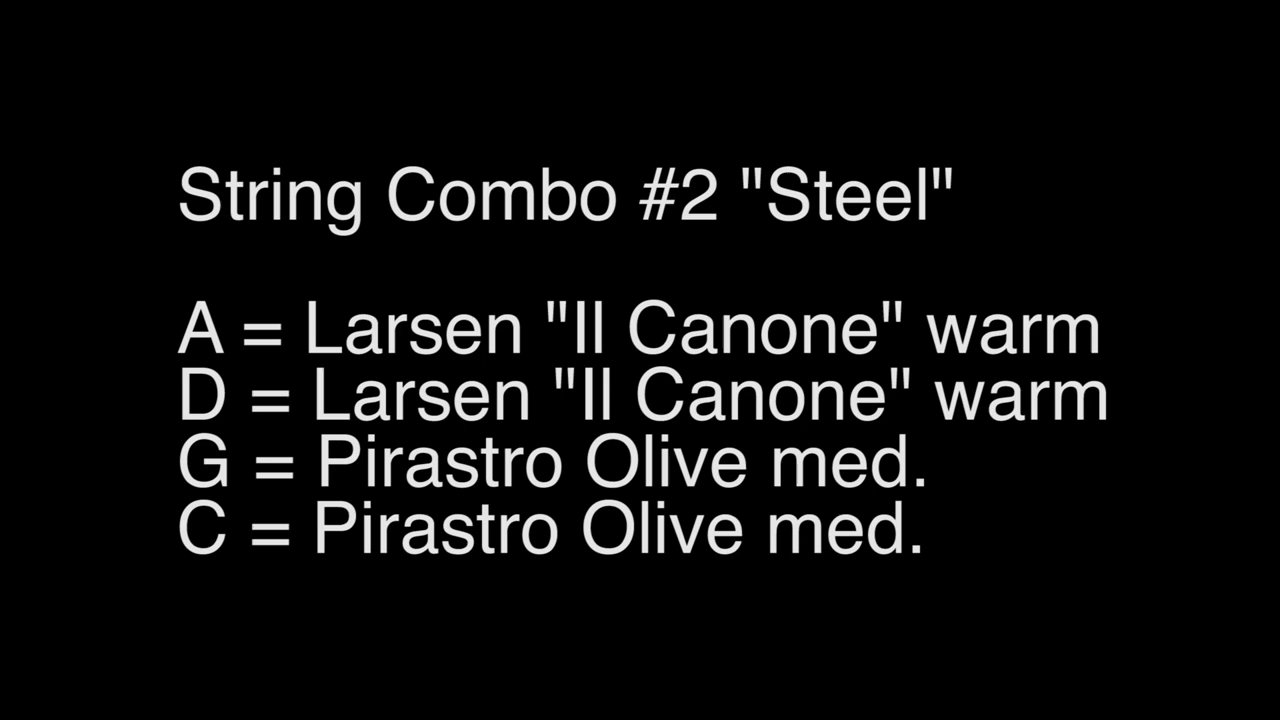 String Combo #2 "Steel"
A = Larsen "Il Canone" warm
D = Larsen "Il Canone" warm
G = Pirastro Olive med.
C = Pirastro Olive med.